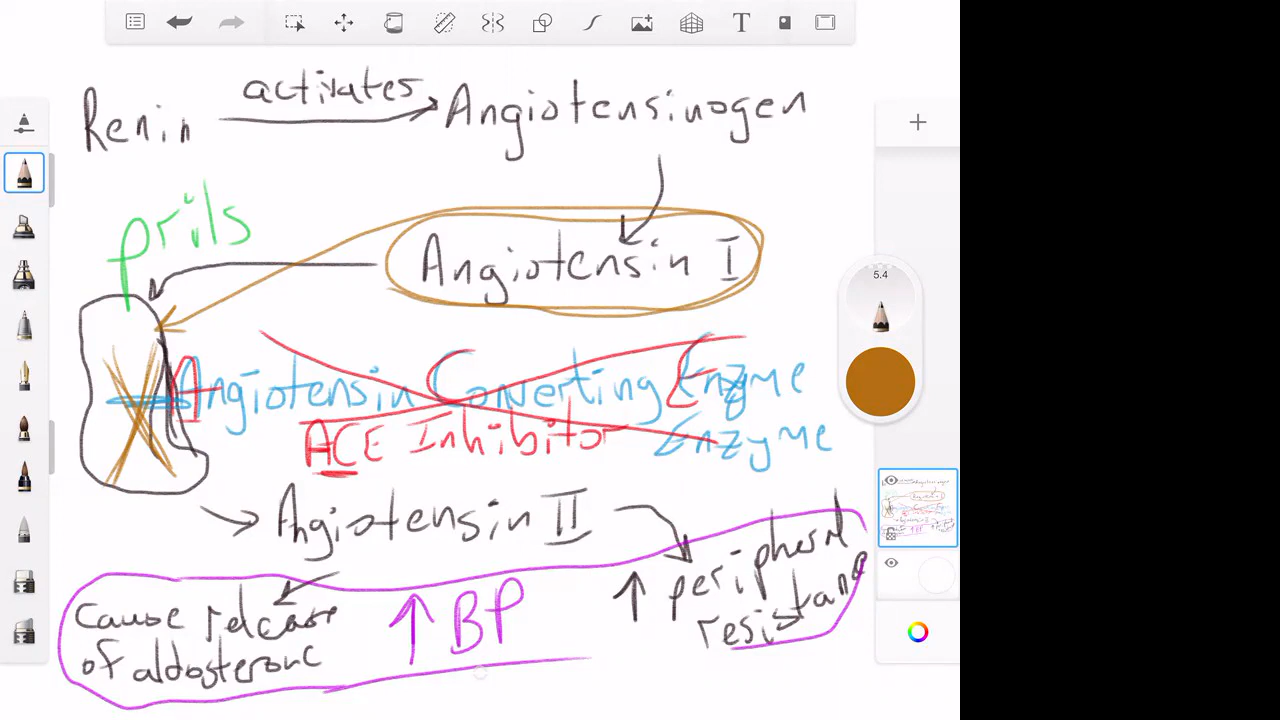 activates
Renin Angiotensinogen
prils
Angiotensin I
Angiotensin Converting Enzyme
ACE Inhibitor Enzyme
Angiotensin II
↑ peripheral resistance
Cause release of aldosterone
↑ BP
5.4
T